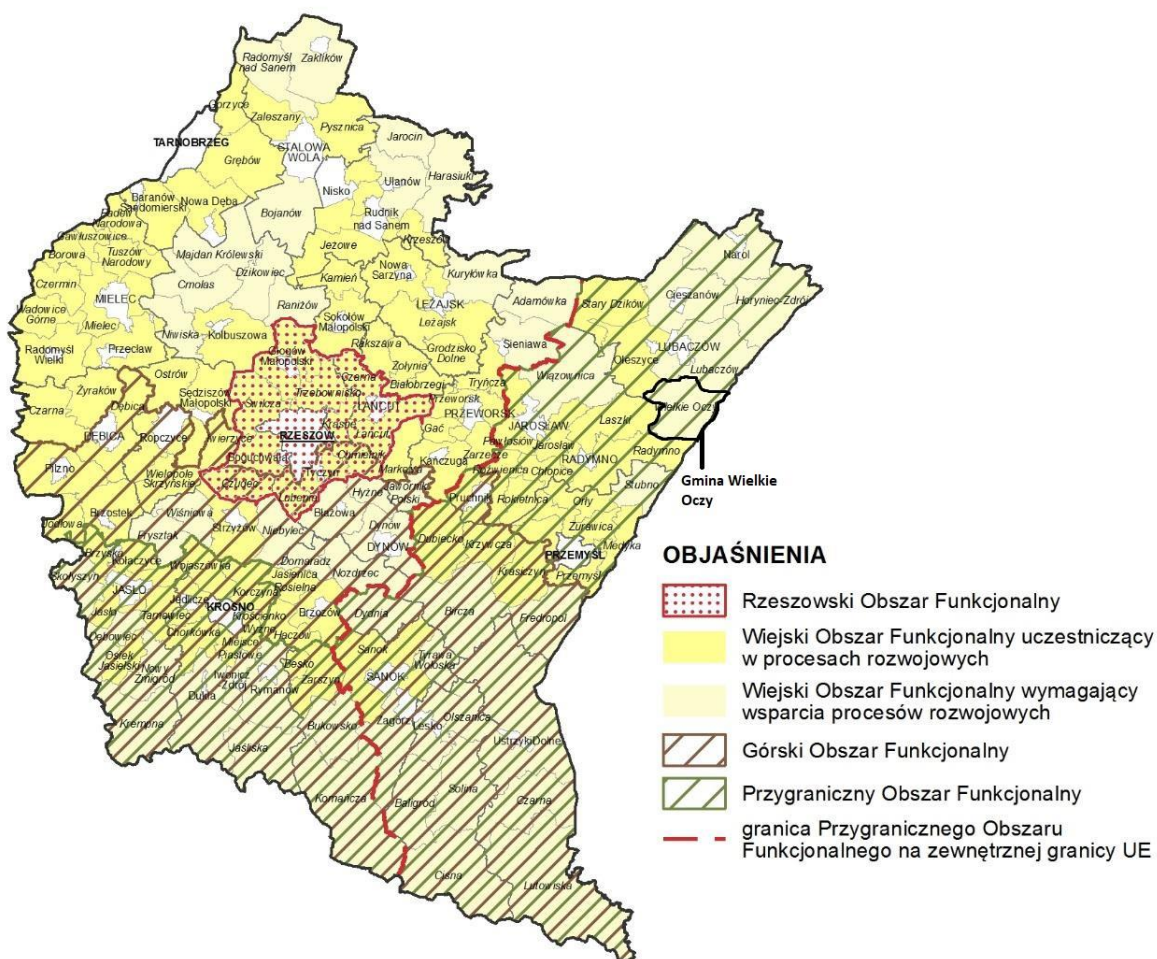 Radomyśl
nad Sanem
Zaklików
Gorzyce
Zaleszany
Pysznica
TARNOBRZEG
STALOWA
WOLA
Jarocin
Grębów
Harasiuki
Ulanów
Nisko
Baranów
Sandomierski
Nowa Dęba
Rudnik
nad Sanem
Bojanów
Padew
Narodowa
Gawłuszowice
Krzeszów
Jeżowe
Borowa
Tuszów
Narodowy
Majdan Królewski
Narol
Dzikowiec
Kamień
Nowa
Sarzyna
Kuryłówka
Czermin
Cmolas
Cieszanów
Horyniec-Zdrój
MIELEC
LEŻAJSK
Adamówka
Stary Dzików
Wadowice
Górne
Raniżów
Leżajsk
Mielec
Niwiska
Kolbuszowa
Sokołów
Małopolski
Sieniawa
LUBACZÓW
Radomyśl
Wielki
Przecław
Rakszawa
Grodzisko
Dolne
Oleszyce
Lubaczów
Głogów
Małopolski
Żołynia
Wiązownica
Ostrów
Czarna
Białobrzegi
Tryńcza
Żyraków
Sędziszów
Małopolski
Trzebownisko
Przeworsk
Wielkie Oczy
Czarna
Dębica
Świlcza
ŁAŃCUT
PRZEWORSK
JAROSŁAW
Laszki
Krasne
DĘBICA
Ropczyce
Iwierzyce
RZESZÓW
Łańcut
Gać
Pawłosiów
Jarosław
Boguchwała
Chmielnik
Kańczuga
Zarzecze
RADYMNO
Radymno
Pilzno
Tyczyn
Markowa
Roźwienica
Chłopice
Gmina Wielkie
Oczy
Wielopole
Skrzyńskie
Czudec
Jawornik
Polski
Pruchnik
Stubno
Lubenia
Hyżne
Rokietnica
Orły
Brzostek
Wiśniowa
Błażowa
Jodłowa
Strzyżów
Niebylec
Dynów
Żurawica
Frysztak
DYNÓW
Dubiecko
Krzywcza
PRZEMYŚL
Medyka
OBJAŚNIENIA
Brzyska
Kołaczyce
Wojaszówka
Domaradz
Krasiczyn
Przemyśl
Skołyszyn
Jasienica
Rosielna
Nozdrzec
Rzeszowski Obszar Funkcjonalny
JASŁO
Korczyna
Jedlicze
Bircza
Fredropol
Jasło
Tarnowiec
KROSNO
Krościenko
Wyżne
Brzozów
Dydnia
Wiejski Obszar Funkcjonalny uczestniczący
w procesach rozwojowych
Dębowiec
Chorkówka
Miejsce
Piastowe
Haczów
Osiek
Jasielski
Nowy
Żmigród
Besko
Sanok
Tyrawa
Wołoska
Iwonicz
Zdrój
Zarszyn
SANOK
Wiejski Obszar Funkcjonalny wymagający
wsparcia procesów rozwojowych
Dukla
Rymanów
Krempna
Bukowsko
Zagórz
Lesko
Olszanica
Ustrzyki Dolne
Górski Obszar Funkcjonalny
Jaśliska
Przygraniczny Obszar Funkcjonalny
Komańcza
Baligród
Solina
Czarna
granica Przygranicznego Obszaru
Funkcjonalnego na zewnętrznej granicy UE
Cisna
Lutowiska